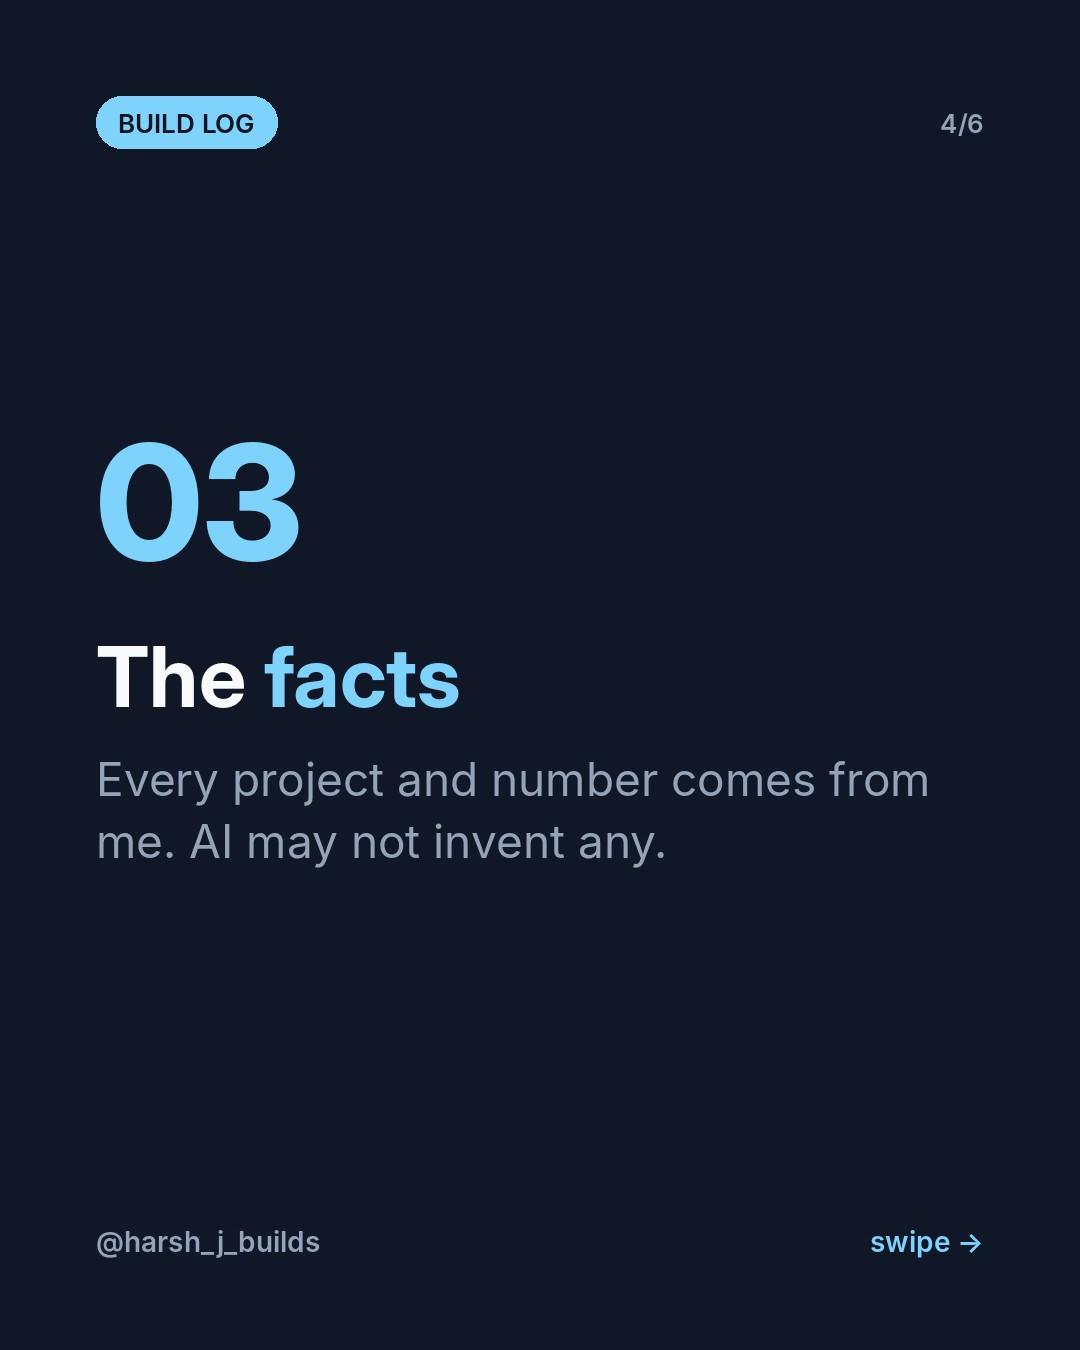 BUILD LOG
4/6
03
The facts
Every project and number comes from
me. AI may not invent any.
@harsh_j_builds
swipe →